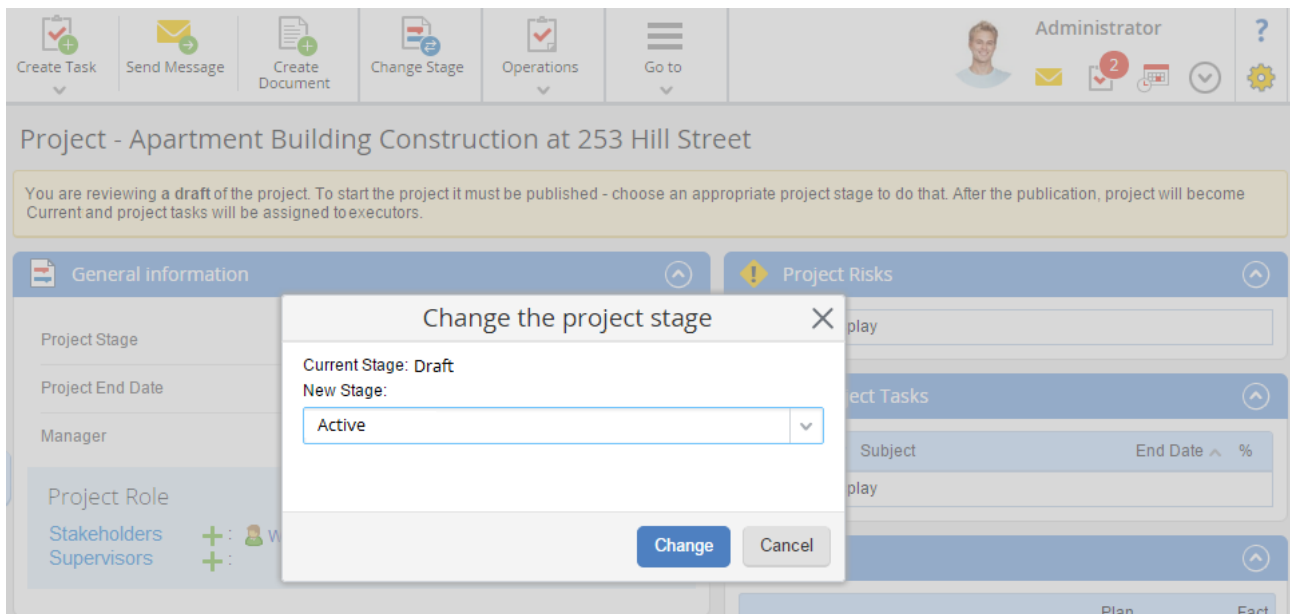 Administrator
?
Create Task
Send Message
Create
Document
Change Stage
Operations
Go to
2
Project - Apartment Building Construction at 253 Hill Street
You are reviewing a draft of the project. To start the project it must be published - choose an appropriate project stage to do that. After the publication, project will become
Current and project tasks will be assigned to executors.
General information
Project Risks
Change the project stage
play
Project Stage
Current Stage: Draft
Project End Date
New Stage:
ect Tasks
Active
Manager
Subject
End Date
%
play
Project Role
Stakeholders + : W
Supervisors + :
Change
Cancel
Plan
Fact